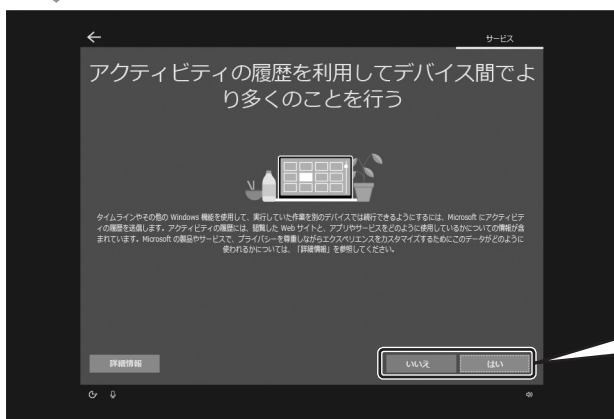 サービス
アクティビティの履歴を利用してデバイス間でよ
り多くのことを行う
タイムラインやその他の Windows 機能を使用して、実行していた作業を別のデバイスでは続行できるようにするには、Microsoft にアクティビテ
ィの履歴を送信します。アクティビティの履歴には、閲覧した Web サイトと、アプリやサービスをどのように使用しているかについての情報が含
まれています。Microsoft の製品やサービスで、プライバシーを尊重しながらエクスペリエンスをカスタマイズするためにこのデータがどのように
使われるかについては、「詳細情報」を参照してください。
詳細情報
いいえ
はい